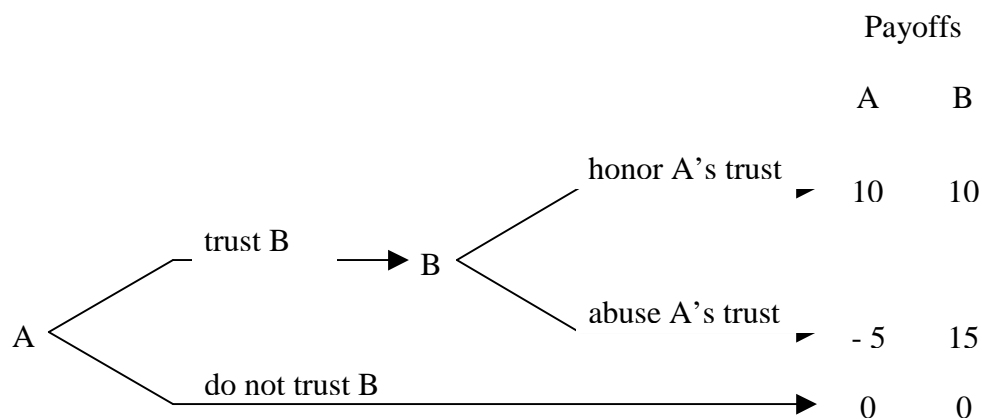 Payoffs
A B
honor A’s trust
10 10
trust B
B
abuse A’s trust
A
- 5 15
do not trust B
0 0